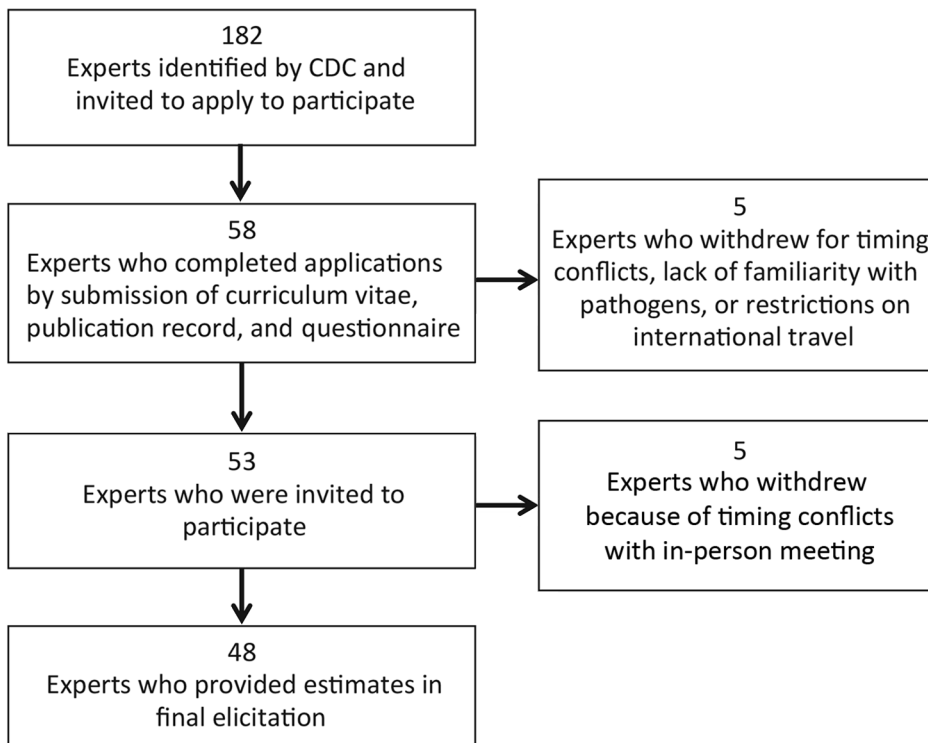 182
Experts identified by CDC and
invited to apply to participate
58
Experts who completed applications
by submission of curriculum vitae,
publication record, and questionnaire
5
Experts who withdrew for timing
conflicts, lack of familiarity with
pathogens, or restrictions on
international travel
53
Experts who were invited to
participate
5
Experts who withdrew
because of timing conflicts
with in-person meeting
48
Experts who provided estimates in
final elicitation